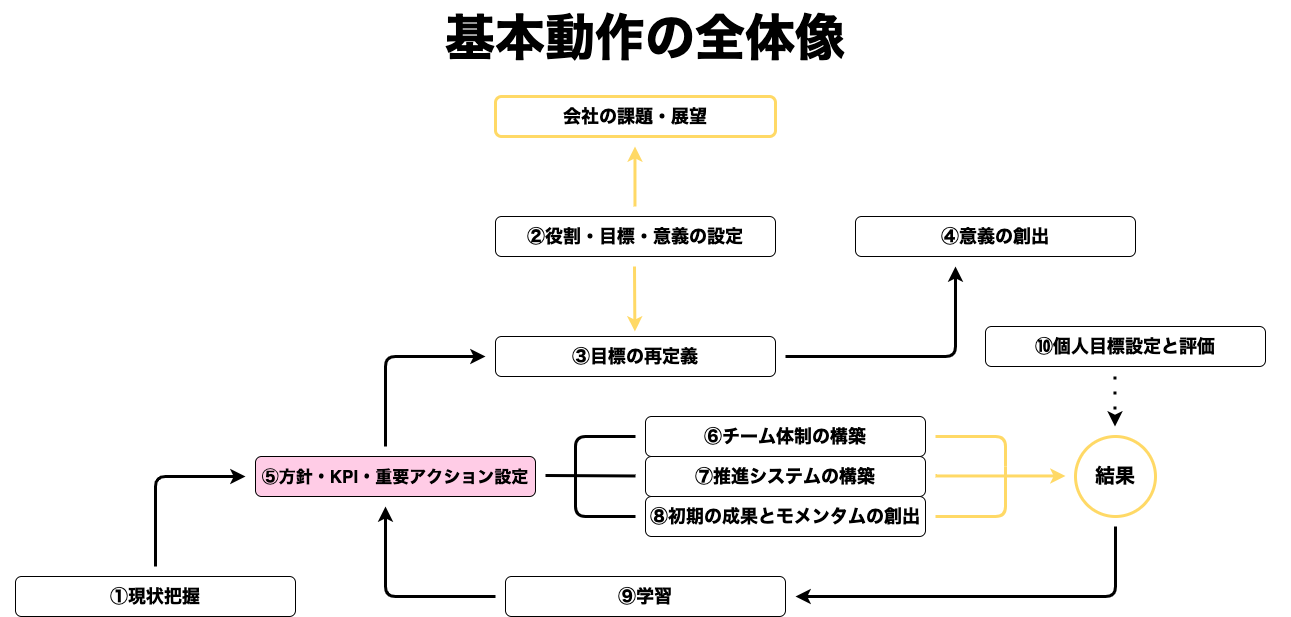 基本動作の全体像
会社の課題・展望
②役割・目標・意義の設定
④意義の創出
③目標の再定義
⑩個人目標設定と評価
⑥チーム体制の構築
⑤方針・KPI・重要アクション設定
⑦推進システムの構築
結果
⑧初期の成果とモメンタムの創出
①現状把握
⑨学習